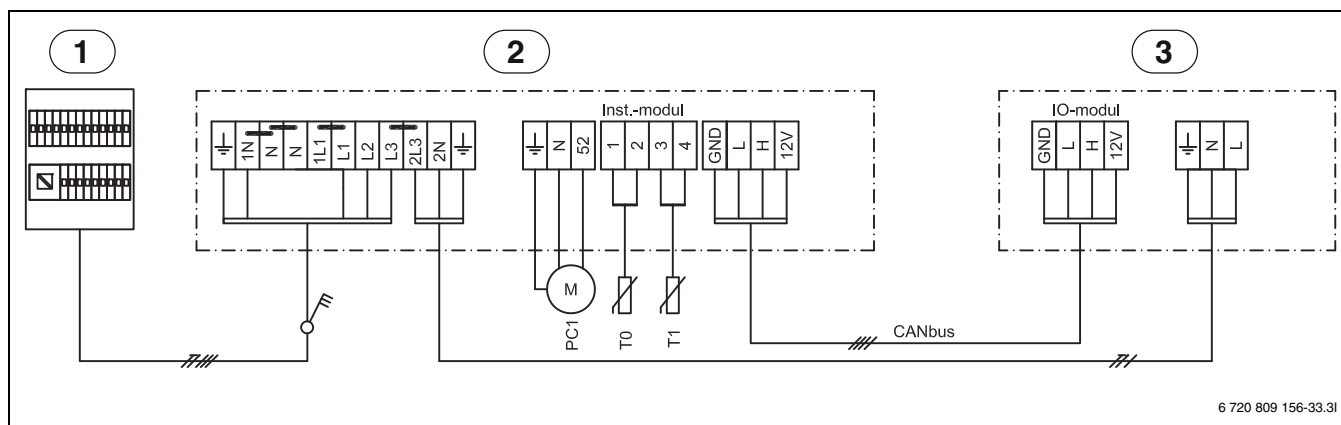 1
2
3
Inst.-modul
IO-modul
1N
N
N
1L1
L1
L2
L3
2L3
2N
N
52
1
2
3
4
GND
L
H
12V
GND
L
H
12V
N
L
M
PC1
T0
T1
CANbus
6 720 809 156-33.3I